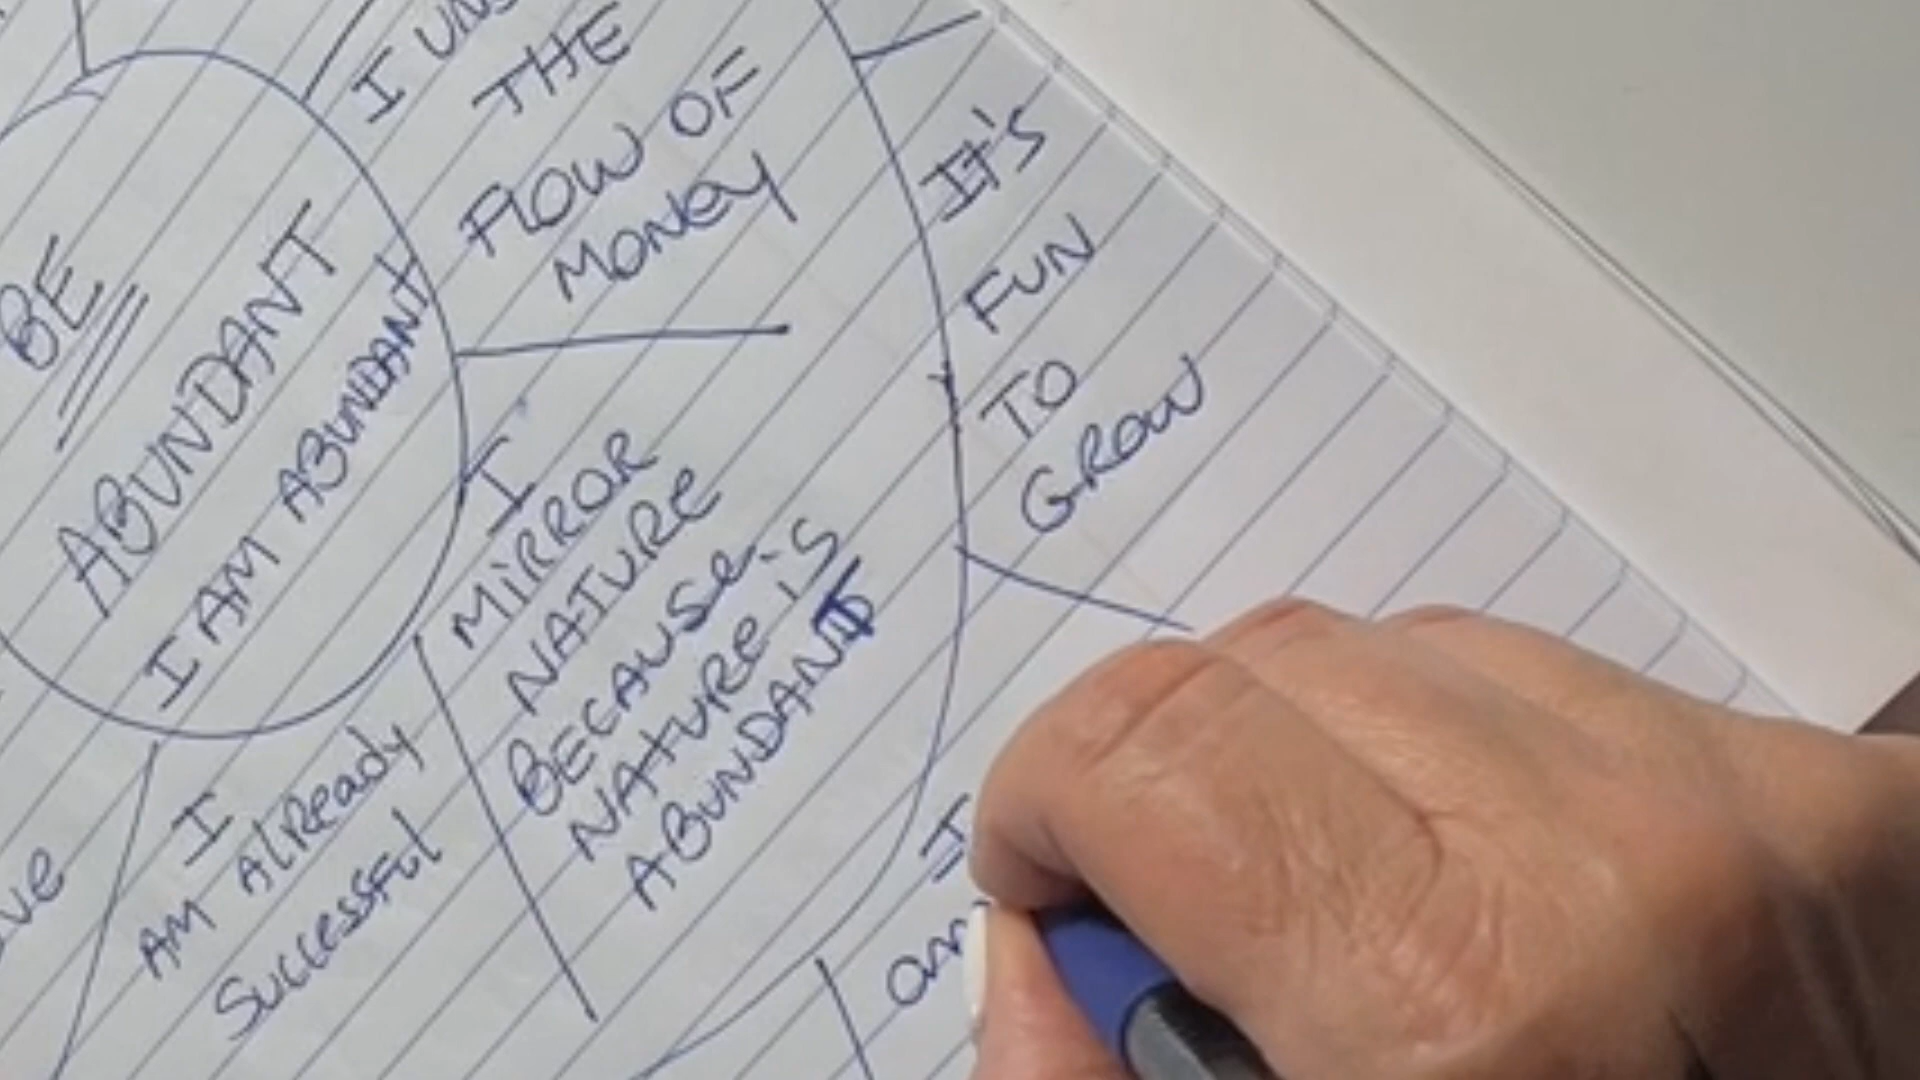 BE
ABUNDANT
I AM ABUNDANT
THE
FLOW OF
MONEY
I
MiRROR
NATURE
BECAUSe
NATURe iS
ABUNDANT
I
AM AlReady
SuccessFul
It's
FUN
TO
GROW
I